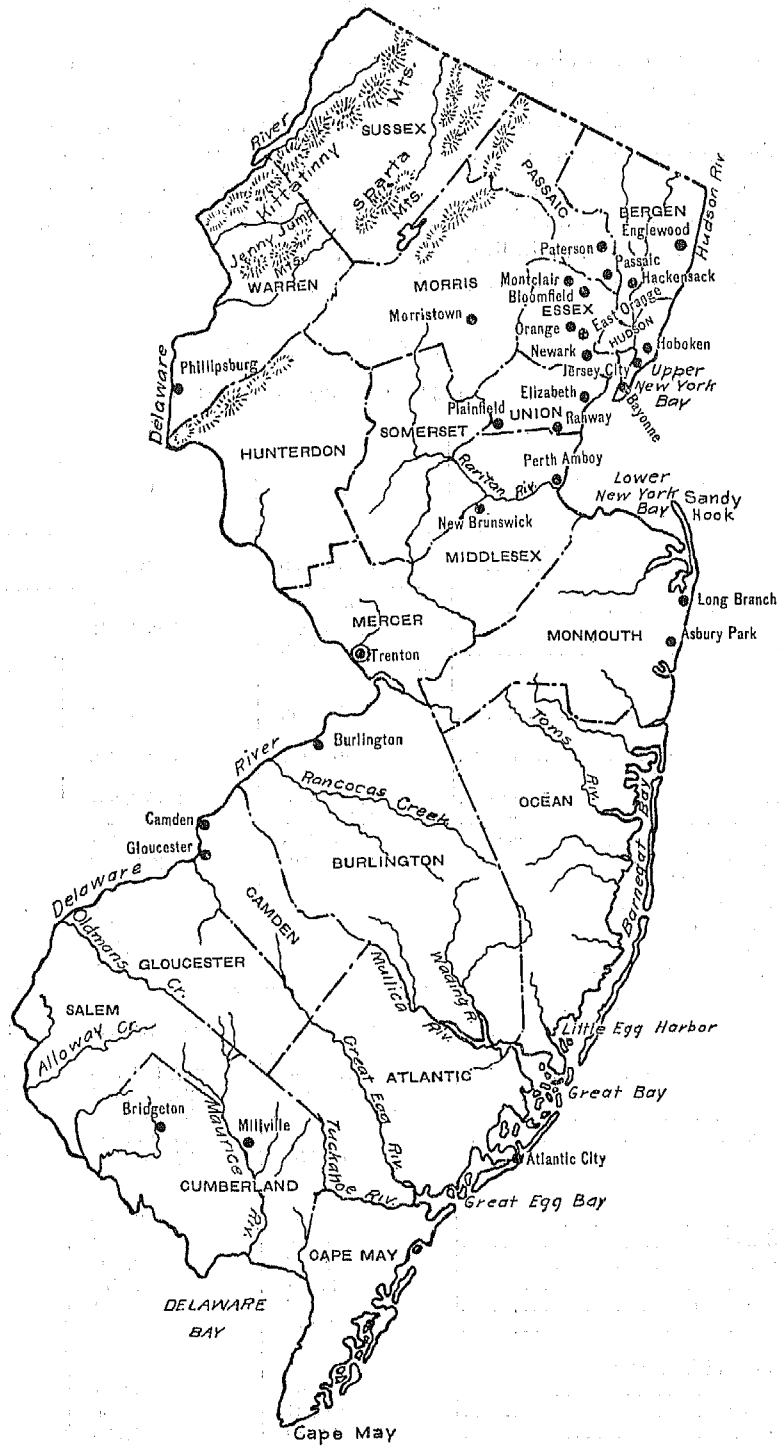 Mts.
River
SUSSEX
Kittatinny
Sparta
Mts.
PASSAIC
Hudson Riv
BERGEN
Englewood
Jenny Jump
Mts.
WARREN
Paterson
Passaic
MORRIS
Montclair
Hackensack
Bloomfield
ESSEX
East Orange
Morristown
Orange
HUDSON
Hoboken
Newark
Jersey City
Upper
New York
Bay
Phillipsburg
Delaware
Elizabeth
Bayonne
Plainfield
UNION
Rahway
SOMERSET
HUNTERDON
Perth Amboy
Raritan
Riv.
Lower
New York
Bay
Sandy
Hook
New Brunswick
MIDDLESEX
Long Branch
MERCER
MONMOUTH
Asbury Park
Trenton
Toms
Riv.
River
Burlington
Rancocas Creek
OCEAN
Camden
Gloucester
BURLINGTON
Barnegat Bay
Delaware
CAMDEN
Oldmans
Cr.
GLOUCESTER
Mullica
Riv.
Wading R.
SALEM
Alloway Cr.
Little Egg Harbor
Great Egg
Riv.
ATLANTIC
Great Bay
Bridgeton
Maurice
Riv.
Millville
Tuckahoe Riv.
Atlantic City
CUMBERLAND
Great Egg Bay
CAPE MAY
DELAWARE
BAY
Cape May